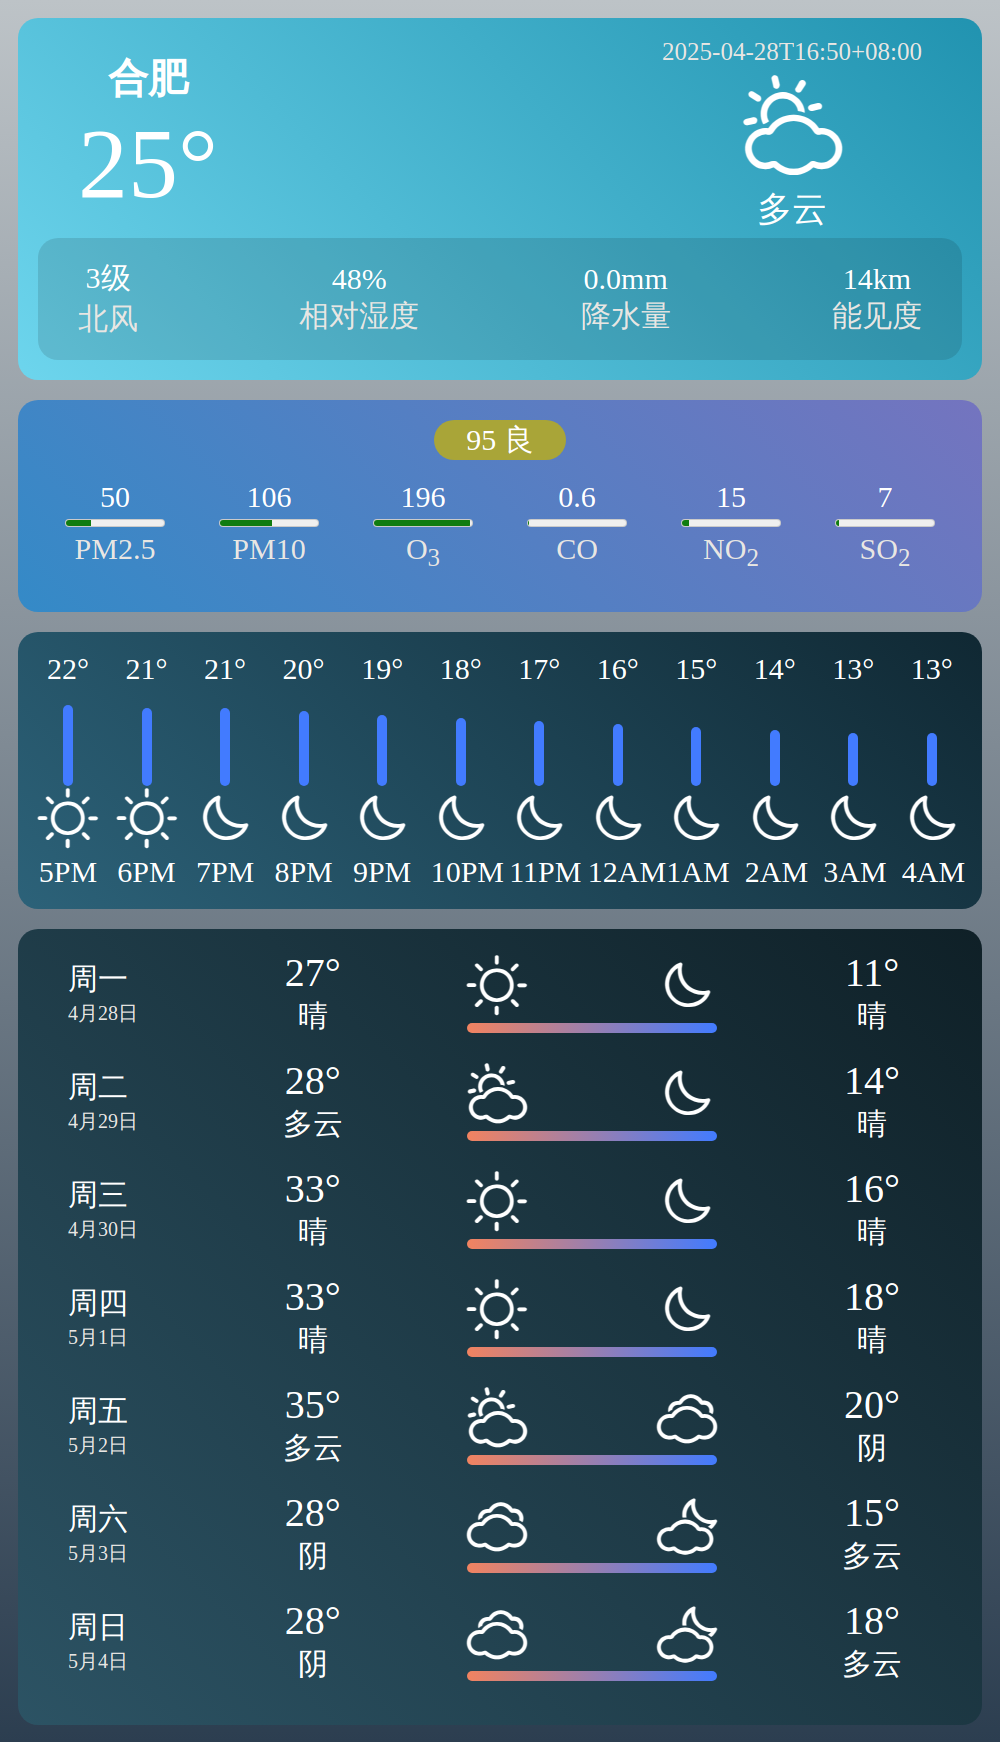 合肥
25°
2025-04-28T16:50+08:00
多云
3级 48% 0.0mm 14km
北风 相对湿度 降水量 能见度
95 良
50 106 196 0.6 15 7
PM2.5 PM10 O3 CO NO2 SO2
22° 21° 21° 20° 19° 18° 17° 16° 15° 14° 13° 13°
5PM 6PM 7PM 8PM 9PM 10PM 11PM 12AM 1AM 2AM 3AM 4AM
周一 27° 11°
4月28日 晴 晴
周二 28° 14°
4月29日 多云 晴
周三 33° 16°
4月30日 晴 晴
周四 33° 18°
5月1日 晴 晴
周五 35° 20°
5月2日 多云 阴
周六 28° 15°
5月3日 阴 多云
周日 28° 18°
5月4日 阴 多云